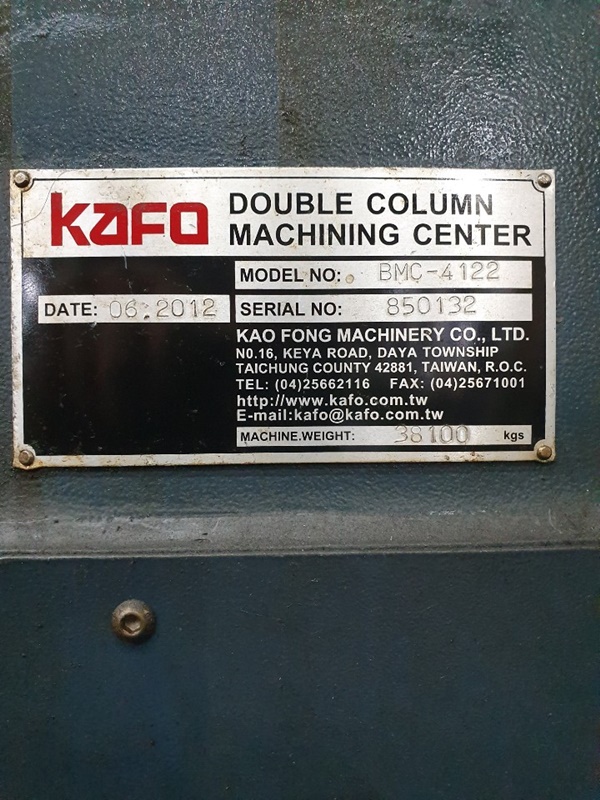 KAFO
DOUBLE COLUMN
MACHINING CENTER
MODEL NO: BMC-4122
DATE: 06.2012
SERIAL NO: 850132
KAO FONG MACHINERY CO., LTD.
NO.16, KEYA ROAD, DAYA TOWNSHIP
TAICHUNG COUNTY 42881, TAIWAN, R.O.C.
TEL: (04)25662116 FAX: (04)25671001
http://www.kafo.com.tw
E-mail:kafo@kafo.com.tw
MACHINE.WEIGHT: 38100 kgs